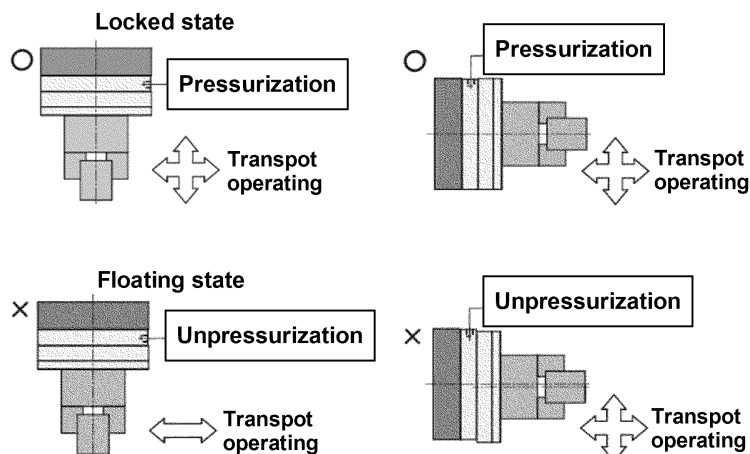 Locked state
Pressurization
Transpot
operating
Pressurization
Transpot
operating
Floating state
Unpressurization
Transpot
operating
Unpressurization
Transpot
operating